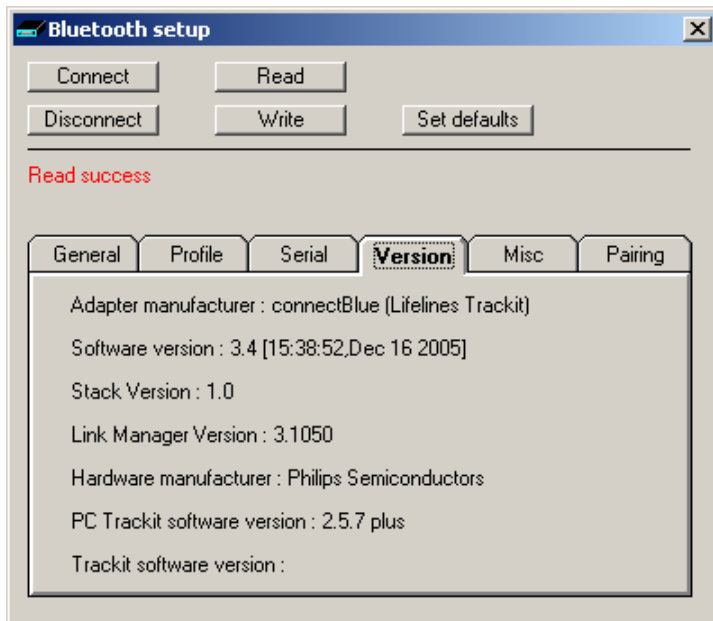 Bluetooth setup
Connect Read
Disconnect Write Set defaults
Read success
General Profile Serial Version Misc Pairing
Adapter manufacturer : connectBlue (Lifelines Trackit)
Software version : 3.4 [15:38:52,Dec 16 2005]
Stack Version : 1.0
Link Manager Version : 3.1050
Hardware manufacturer : Philips Semiconductors
PC Trackit software version : 2.5.7 plus
Trackit software version :